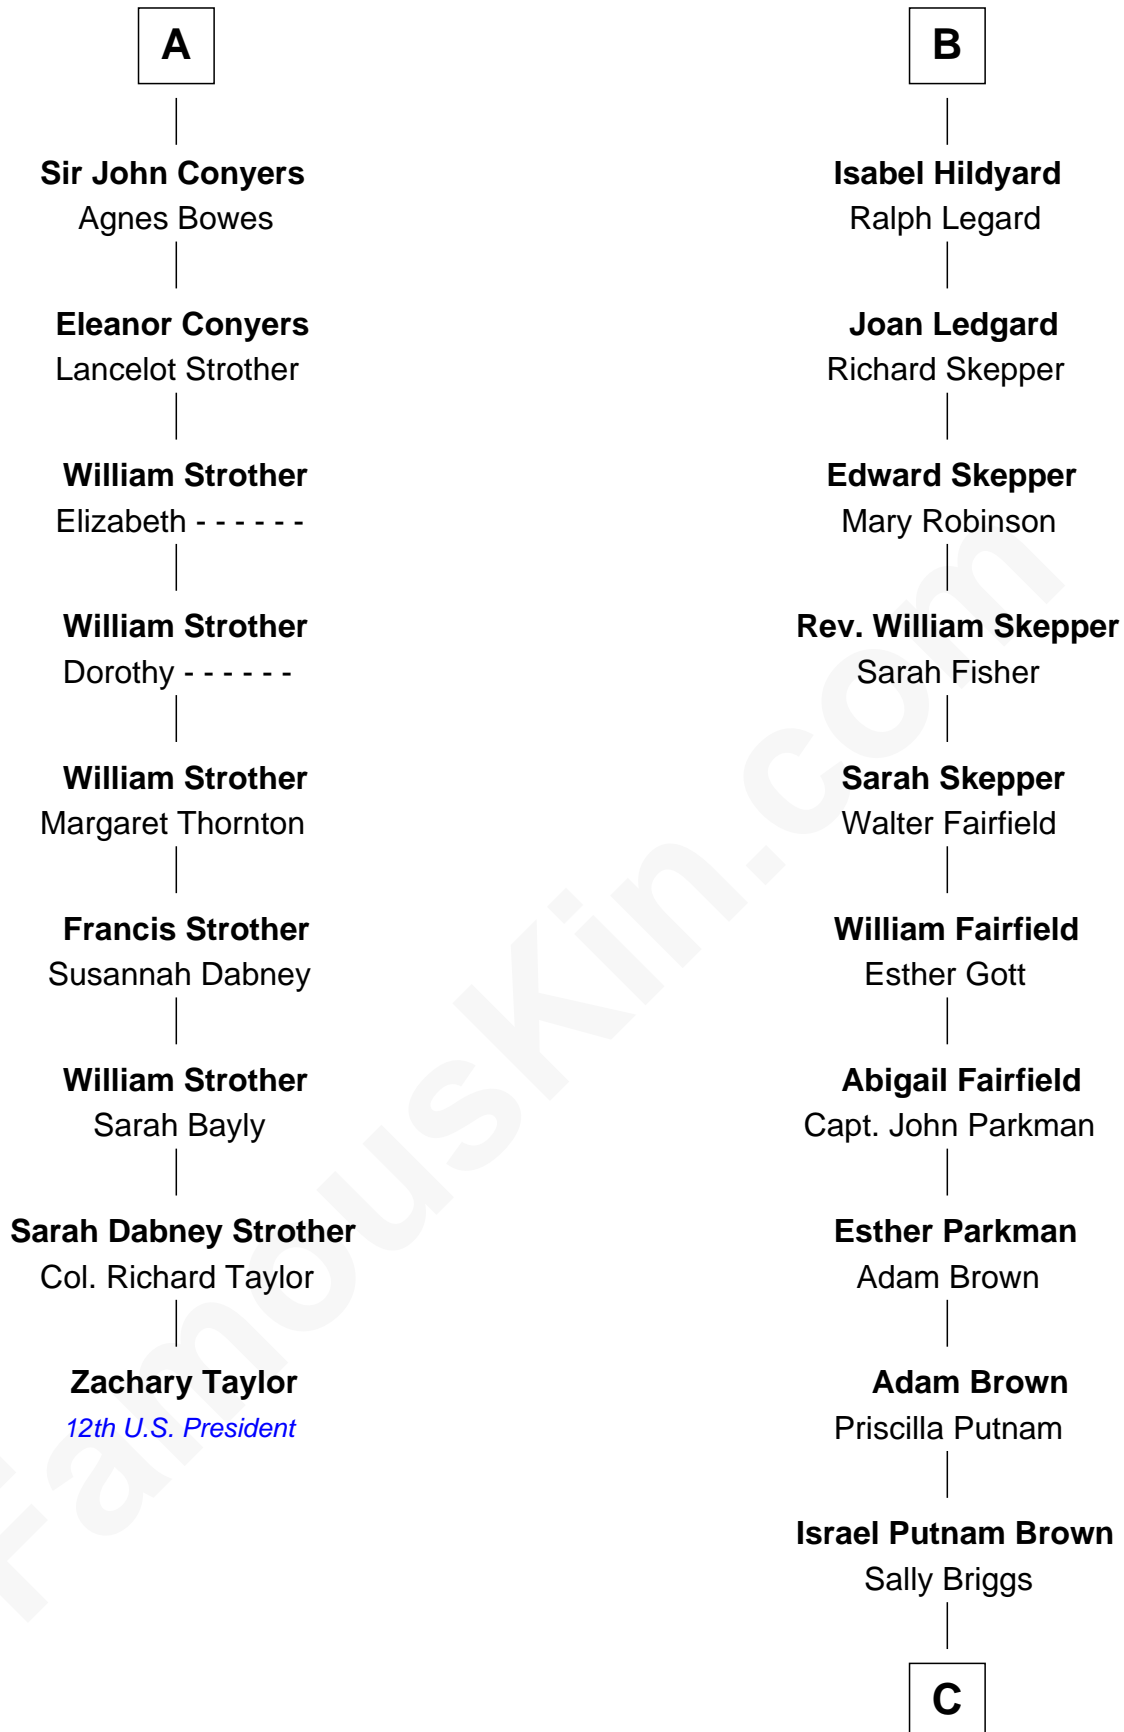 A
Sir John Conyers
Agnes Bowes
Eleanor Conyers
Lancelot Strother
William Strother
Elizabeth - - - - - -
William Strother
Dorothy - - - - - -
William Strother
Margaret Thornton
Francis Strother
Susannah Dabney
William Strother
Sarah Bayly
Sarah Dabney Strother
Col. Richard Taylor
Zachary Taylor
12th U.S. President
B
Isabel Hildyard
Ralph Legard
Joan Ledgard
Richard Skepper
Edward Skepper
Mary Robinson
Rev. William Skepper
Sarah Fisher
Sarah Skepper
Walter Fairfield
William Fairfield
Esther Gott
Abigail Fairfield
Capt. John Parkman
Esther Parkman
Adam Brown
Adam Brown
Priscilla Putnam
Israel Putnam Brown
Sally Briggs
C
FamousKin.com